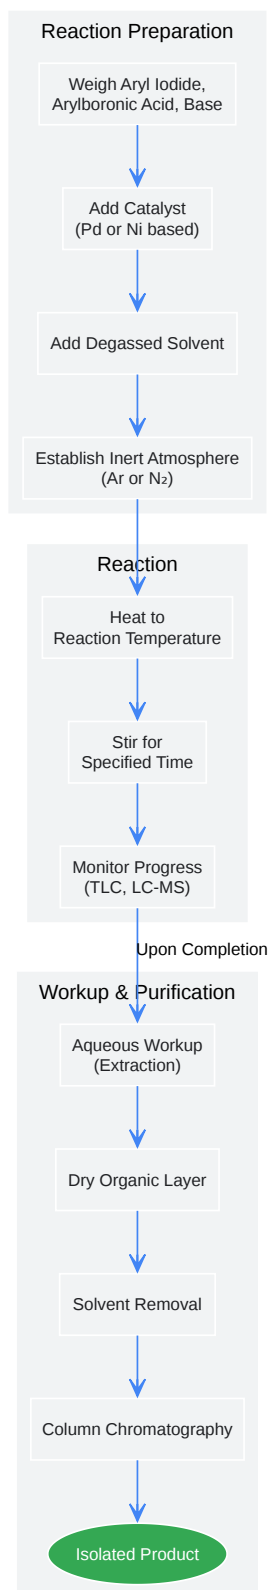 Reaction Preparation
Weigh Aryl Iodide,
Arylboronic Acid, Base
Add Catalyst
(Pd or Ni based)
Add Degassed Solvent
Establish Inert Atmosphere
(Ar or N₂)
Reaction
Heat to
Reaction Temperature
Stir for
Specified Time
Monitor Progress
(TLC, LC-MS)
Upon Completion
Workup & Purification
Aqueous Workup
(Extraction)
Dry Organic Layer
Solvent Removal
Column Chromatography
Isolated Product